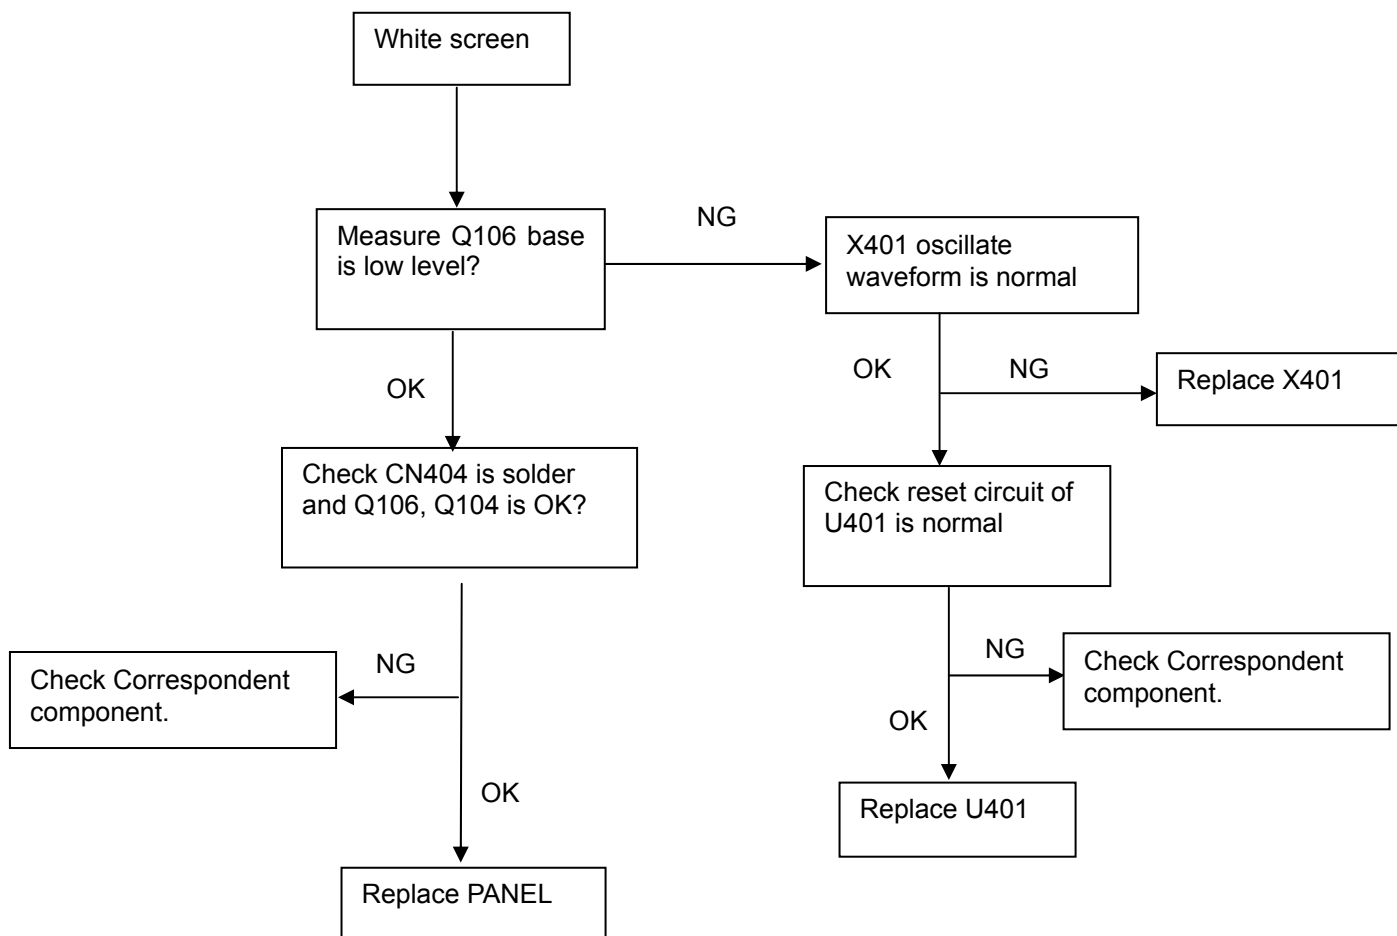 White screen
Measure Q106 base
is low level?
NG
X401 oscillate
waveform is normal
OK
OK
NG
Replace X401
Check CN404 is solder
and Q106, Q104 is OK?
Check reset circuit of
U401 is normal
NG
Check Correspondent
component.
NG
Check Correspondent
component.
OK
OK
Replace U401
Replace PANEL